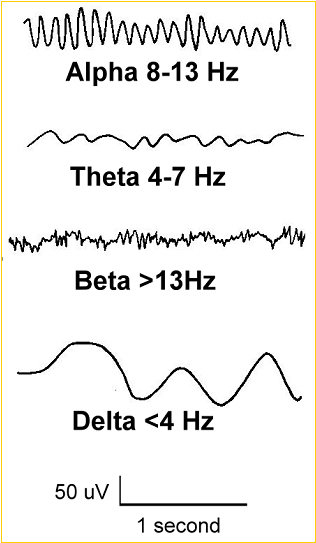 Alpha 8-13 Hz
Theta 4-7 Hz
Beta >13Hz
Delta <4 Hz
50 uV
1 second